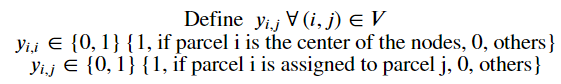 Define y_{i,j} ∀ (i, j) ∈ V
y_{i,i} ∈ {0, 1} {1, if parcel i is the center of the nodes, 0, others}
y_{i,j} ∈ {0, 1} {1, if parcel i is assigned to parcel j, 0, others}